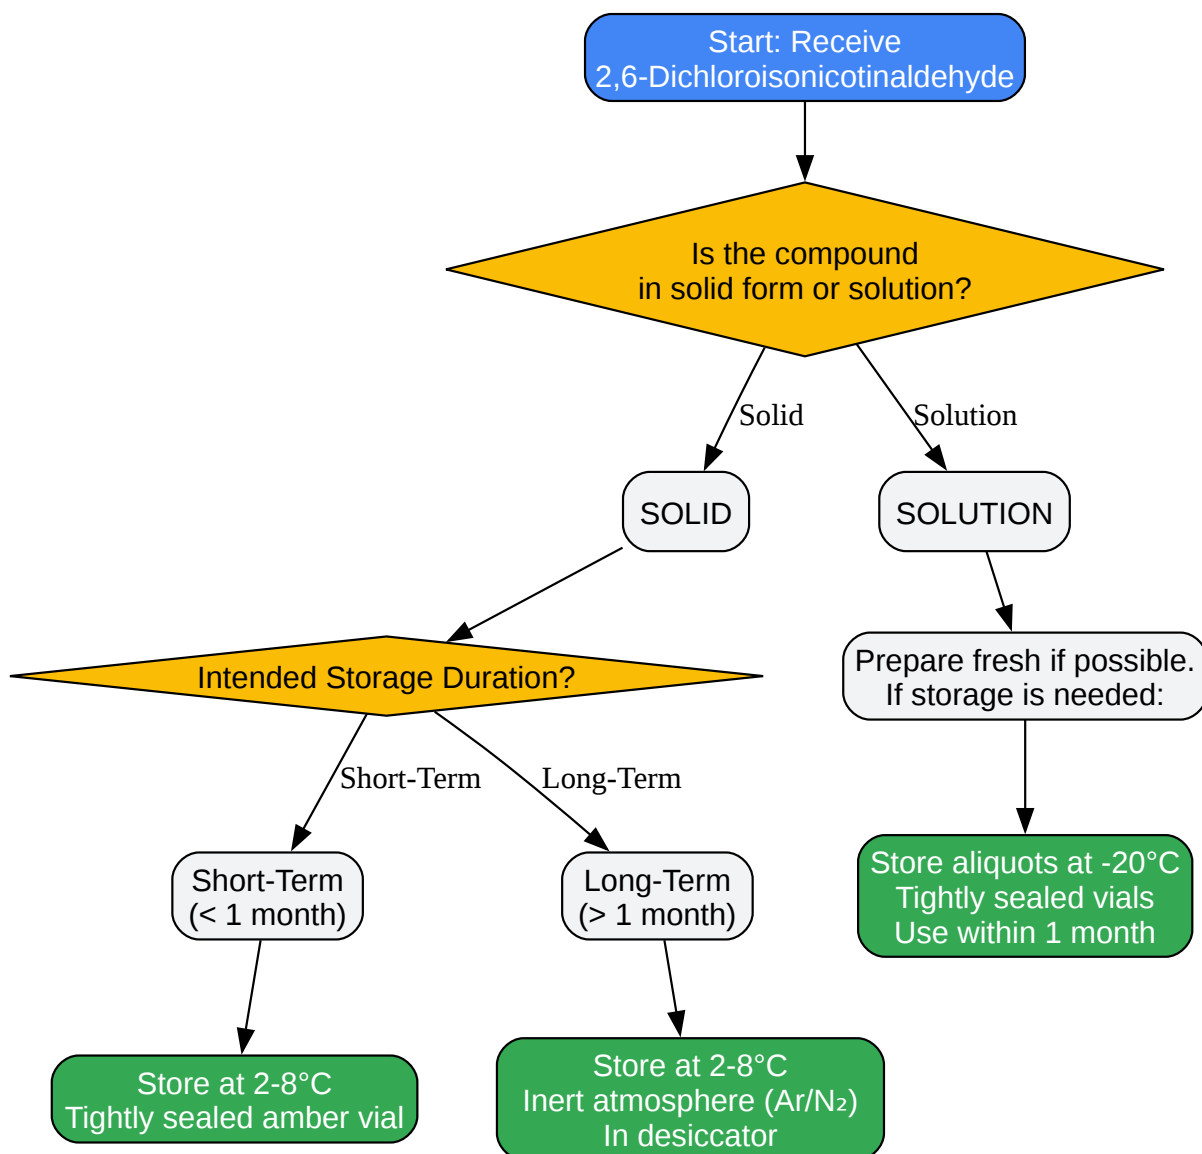 Start: Receive
2,6-Dichloroisonicotinaldehyde
Is the compound
in solid form or solution?
Solid
Solution
SOLID
SOLUTION
Intended Storage Duration?
Prepare fresh if possible.
If storage is needed:
Short-Term
Long-Term
Short-Term
(< 1 month)
Long-Term
(> 1 month)
Store aliquots at -20°C
Tightly sealed vials
Use within 1 month
Store at 2-8°C
Tightly sealed amber vial
Store at 2-8°C
Inert atmosphere (Ar/N₂)
In desiccator